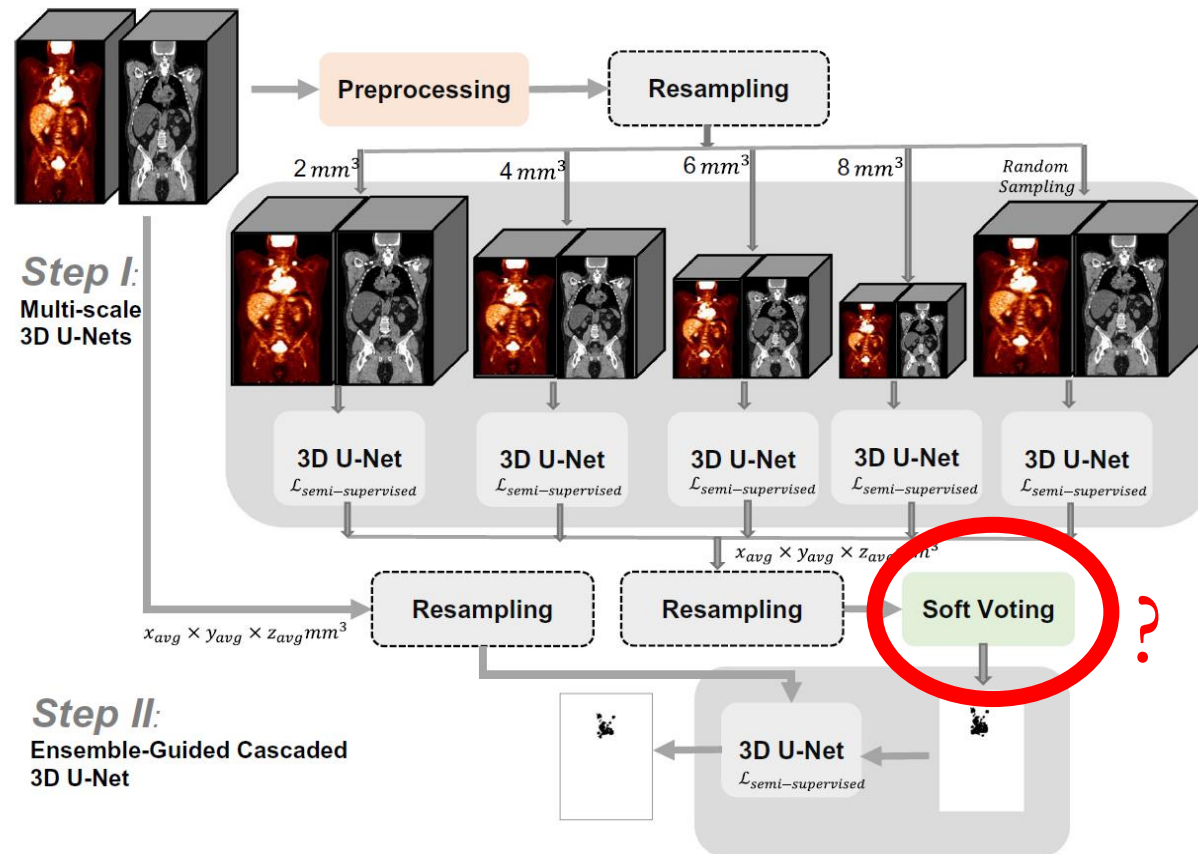 Preprocessing
Resampling
2 mm³
4 mm³
6 mm³
8 mm³
Random
Sampling
Step I:
Multi-scale
3D U-Nets
3D U-Net
ℒsemi−supervised
3D U-Net
ℒsemi−supervised
3D U-Net
ℒsemi−supervised
3D U-Net
ℒsemi−supervised
3D U-Net
ℒsemi−supervised
xavg × yavg × zavg mm³
Resampling
Resampling
Soft Voting
?
xavg × yavg × zavg mm³
Step II:
Ensemble-Guided Cascaded
3D U-Net
3D U-Net
ℒsemi−supervised